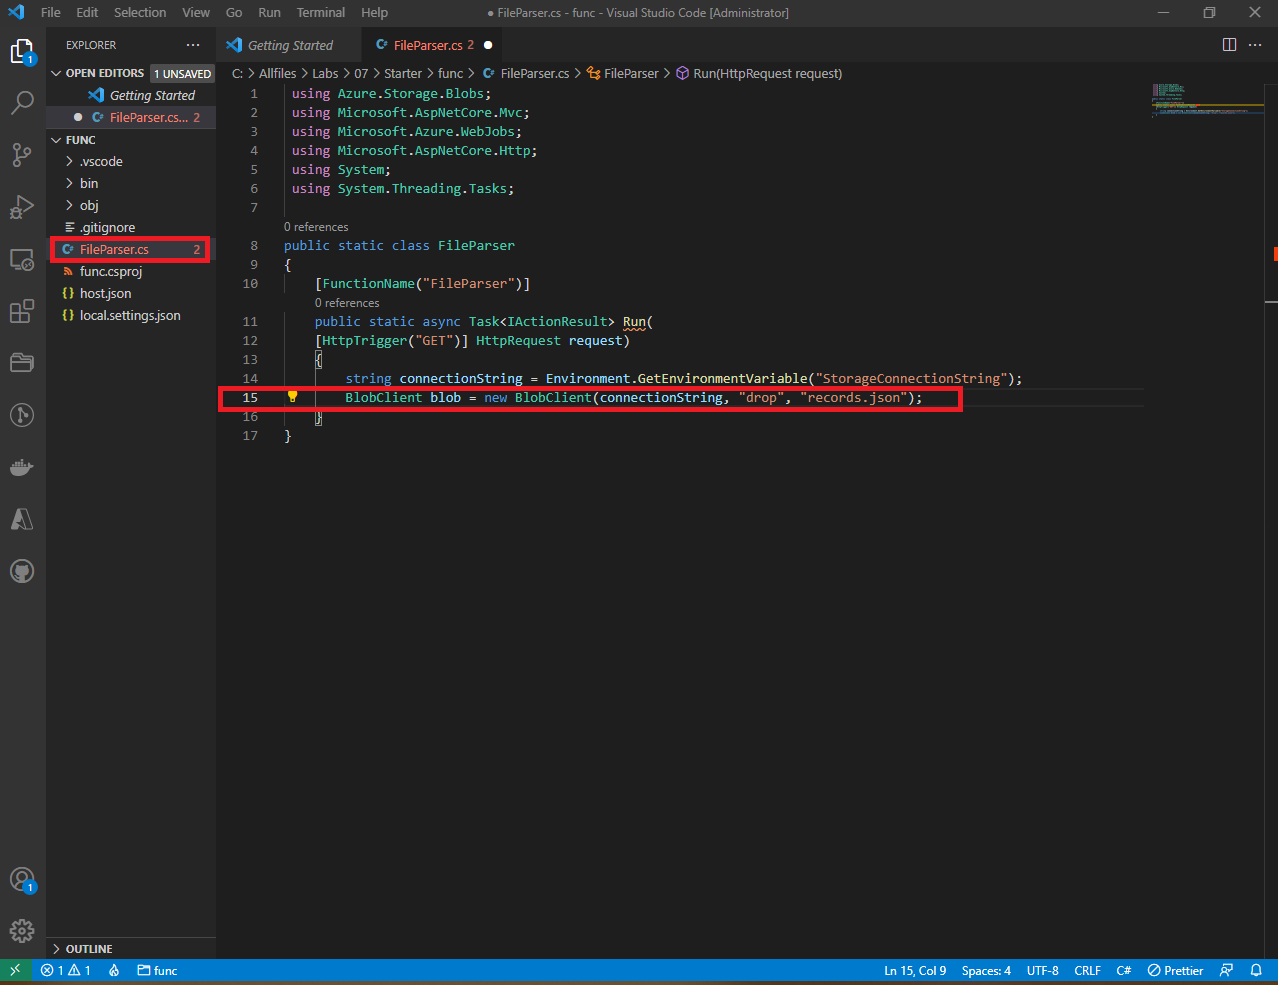 File Edit Selection View Go Run Terminal Help ● FileParser.cs - func - Visual Studio Code [Administrator]
EXPLORER ···
Getting Started
FileParser.cs 2 ●
OPEN EDITORS 1 UNSAVED
Getting Started
● FileParser.cs... 2
FUNC
.vscode
bin
obj
.gitignore
FileParser.cs 2
func.csproj
{} host.json
{} local.settings.json
OUTLINE
1
1
C: > Allfiles > Labs > 07 > Starter > func > FileParser.cs > FileParser > Run(HttpRequest request)
1 using Azure.Storage.Blobs;
2 using Microsoft.AspNetCore.Mvc;
3 using Microsoft.Azure.WebJobs;
4 using Microsoft.AspNetCore.Http;
5 using System;
6 using System.Threading.Tasks;
7
0 references
8 public static class FileParser
9 {
10 [FunctionName("FileParser")]
0 references
11 public static async Task<IActionResult> Run(
12 [HttpTrigger("GET")] HttpRequest request)
13 {
14 string connectionString = Environment.GetEnvironmentVariable("StorageConnectionString");
15 BlobClient blob = new BlobClient(connectionString, "drop", "records.json");
16 }
17 }
1 1 func Ln 15, Col 9 Spaces: 4 UTF-8 CRLF C# Prettier